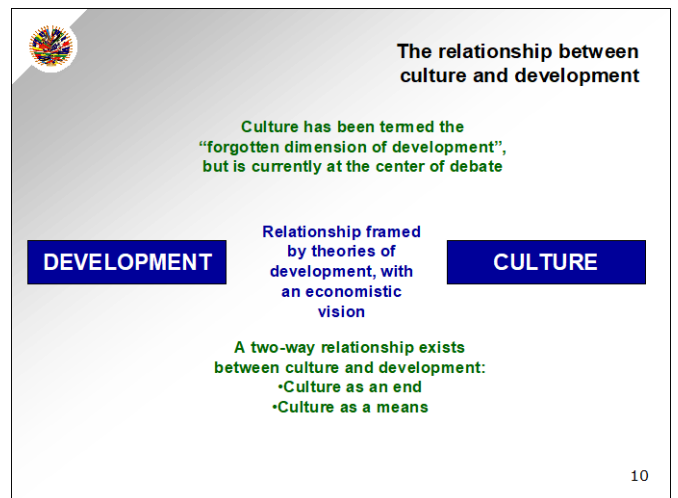 The relationship between
culture and development
Culture has been termed the
“forgotten dimension of development”,
but is currently at the center of debate
DEVELOPMENT
Relationship framed
by theories of
development, with
an economistic
vision
CULTURE
A two-way relationship exists
between culture and development:
•Culture as an end
•Culture as a means
10